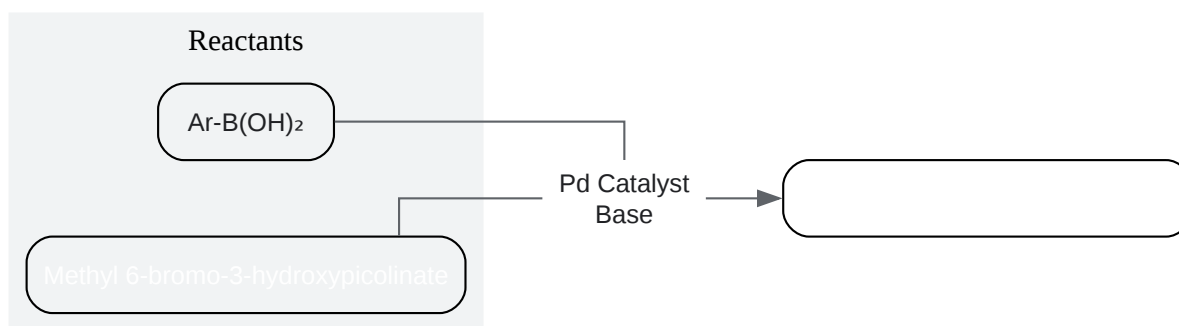 Reactants
Ar-B(OH)₂
Pd Catalyst
Base
Methyl 6-bromo-3-hydroxypicolinate